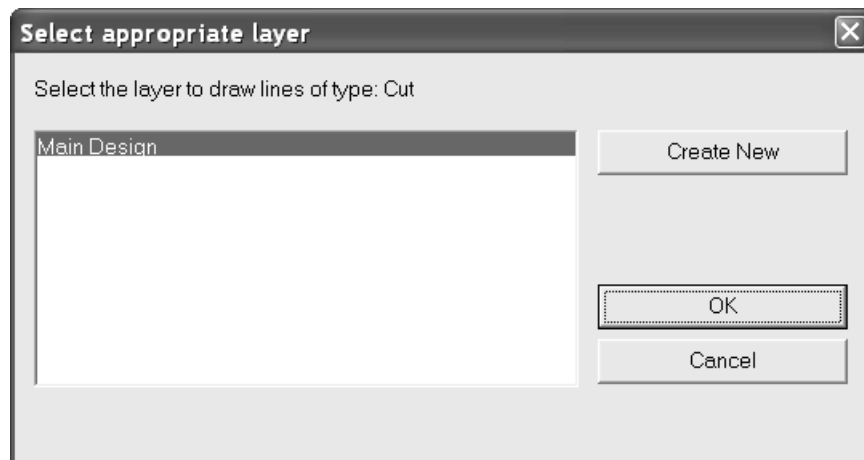 Select appropriate layer
Select the layer to draw lines of type: Cut
Main Design
Create New
OK
Cancel